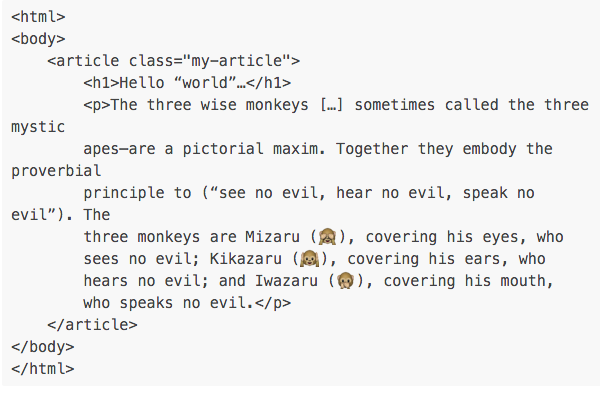 <html>
<body>
    <article class="my-article">
        <h1>Hello “world”…</h1>
        <p>The three wise monkeys […] sometimes called the three
mystic
        apes—are a pictorial maxim. Together they embody the
proverbial
        principle to (“see no evil, hear no evil, speak no
evil”). The
        three monkeys are Mizaru (🙈), covering his eyes, who
        sees no evil; Kikazaru (🙉), covering his ears, who
        hears no evil; and Iwazaru (🙊), covering his mouth,
        who speaks no evil.</p>
    </article>
</body>
</html>